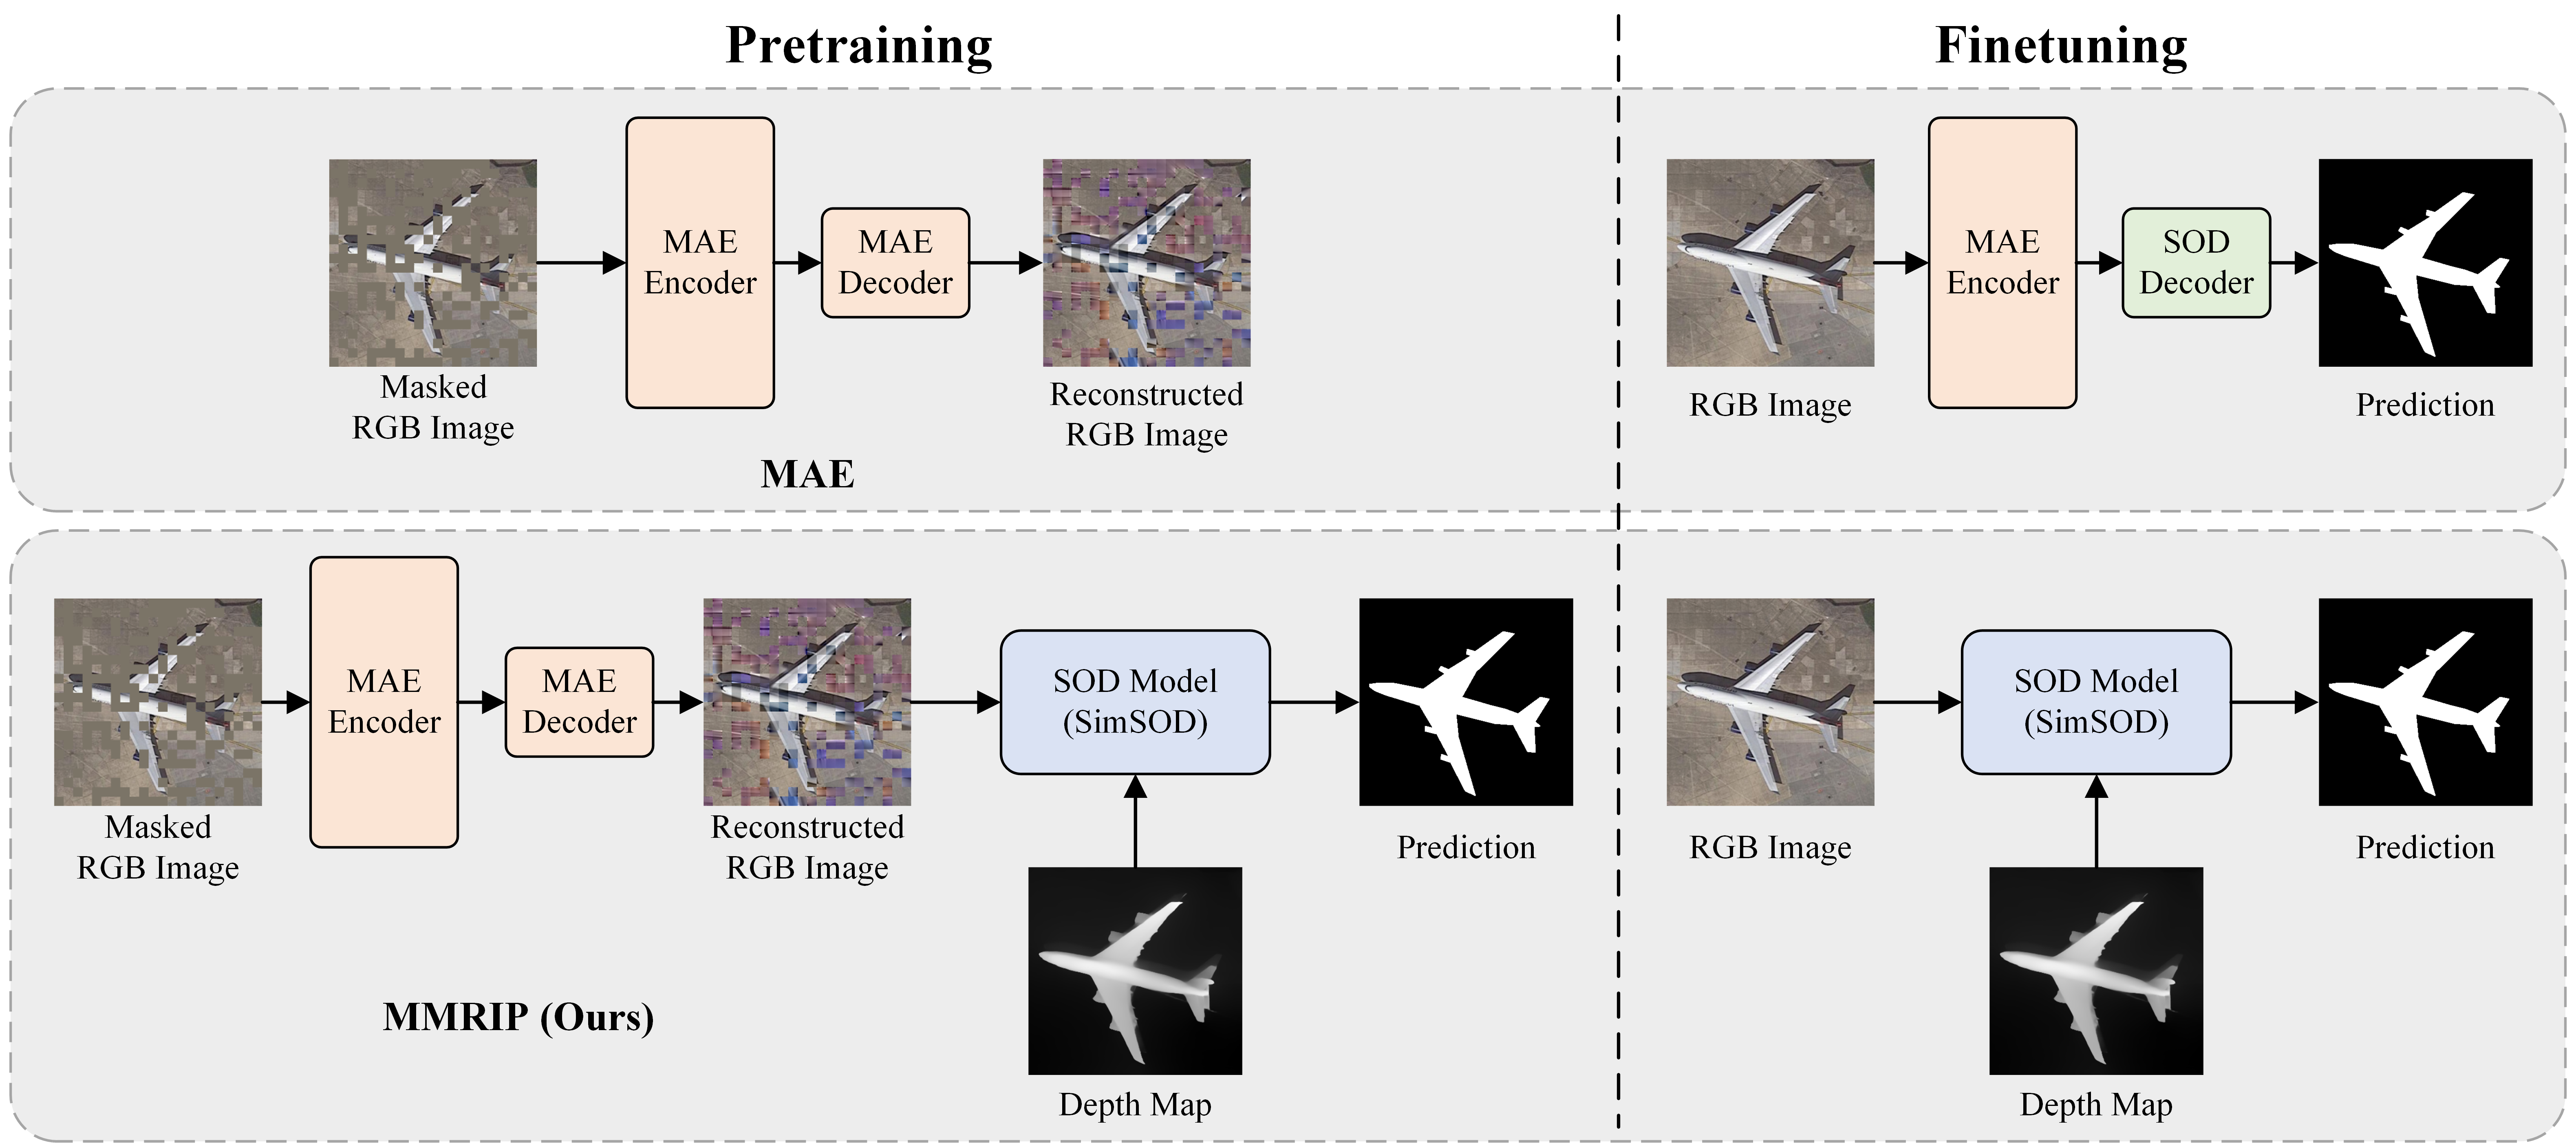 Pretraining
Finetuning
Masked
RGB Image
MAE
Encoder
MAE
Decoder
Reconstructed
RGB Image
MAE
RGB Image
MAE
Encoder
SOD
Decoder
Prediction
Masked
RGB Image
MAE
Encoder
MAE
Decoder
Reconstructed
RGB Image
SOD Model
(SimSOD)
Prediction
Depth Map
MMRIP (Ours)
RGB Image
SOD Model
(SimSOD)
Prediction
Depth Map